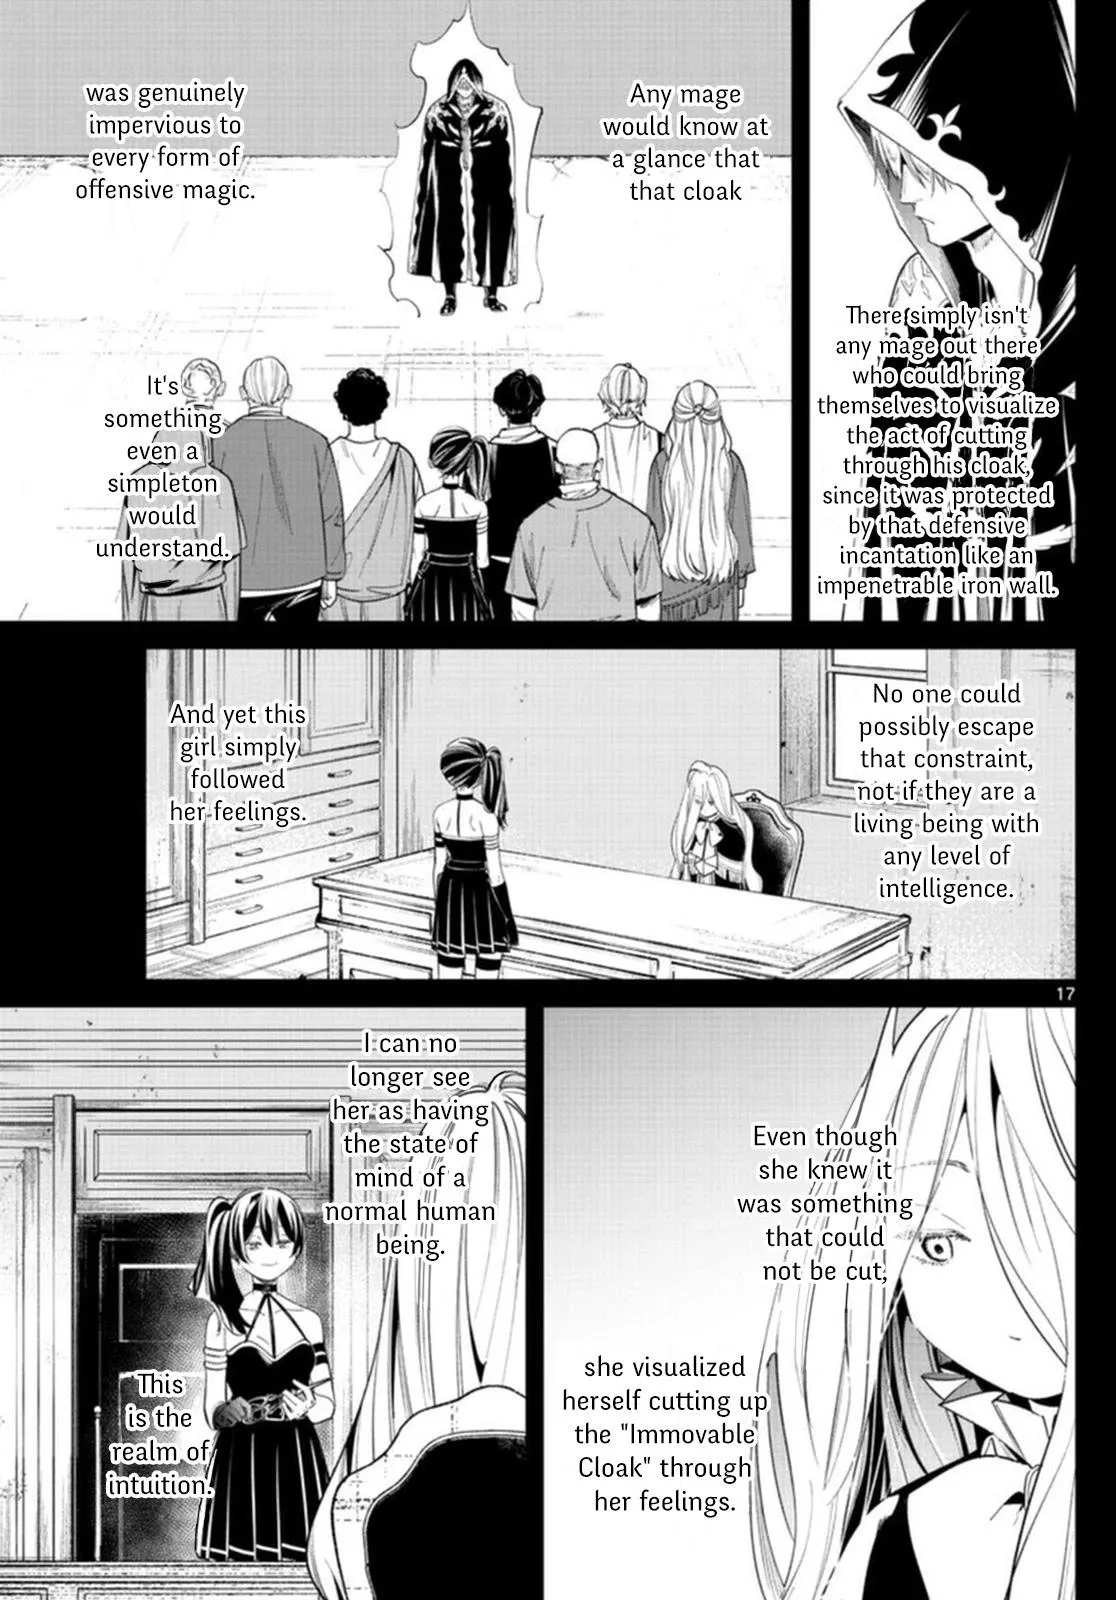 There simply isn't
any mage out there
who could bring
themselves to visualize
the act of cutting
through his cloak,
since it was protected
by that defensive
incantation like an
impenetrable iron wall.
Any mage
would know at
a glance that
that cloak
was genuinely
impervious to
every form of
offensive magic.
It's
something
even a
simpleton
would
understand.
No one could
possibly escape
that constraint,
not if they are a
living being with
any level of
intelligence.
And yet this
girl simply
followed
her feelings.
17
Even though
she knew it
was something
that could
not be cut,
she visualized
herself cutting up
the "Immovable
Cloak" through
her feelings.
I can no
longer see
her as having
the state of
mind of a
normal human
being.
This
is the
realm of
intuition.